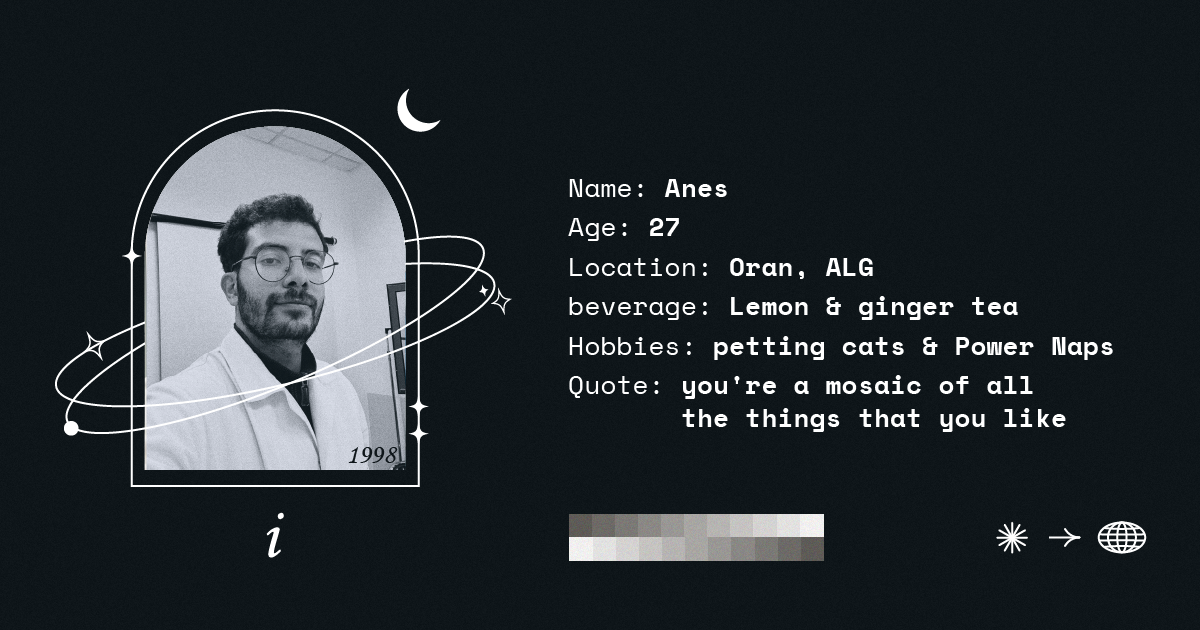 Name: Anes
Age: 27
Location: Oran, ALG
beverage: Lemon & ginger tea
Hobbies: petting cats & Power Naps
Quote: you're a mosaic of all
the things that you like
1998
i